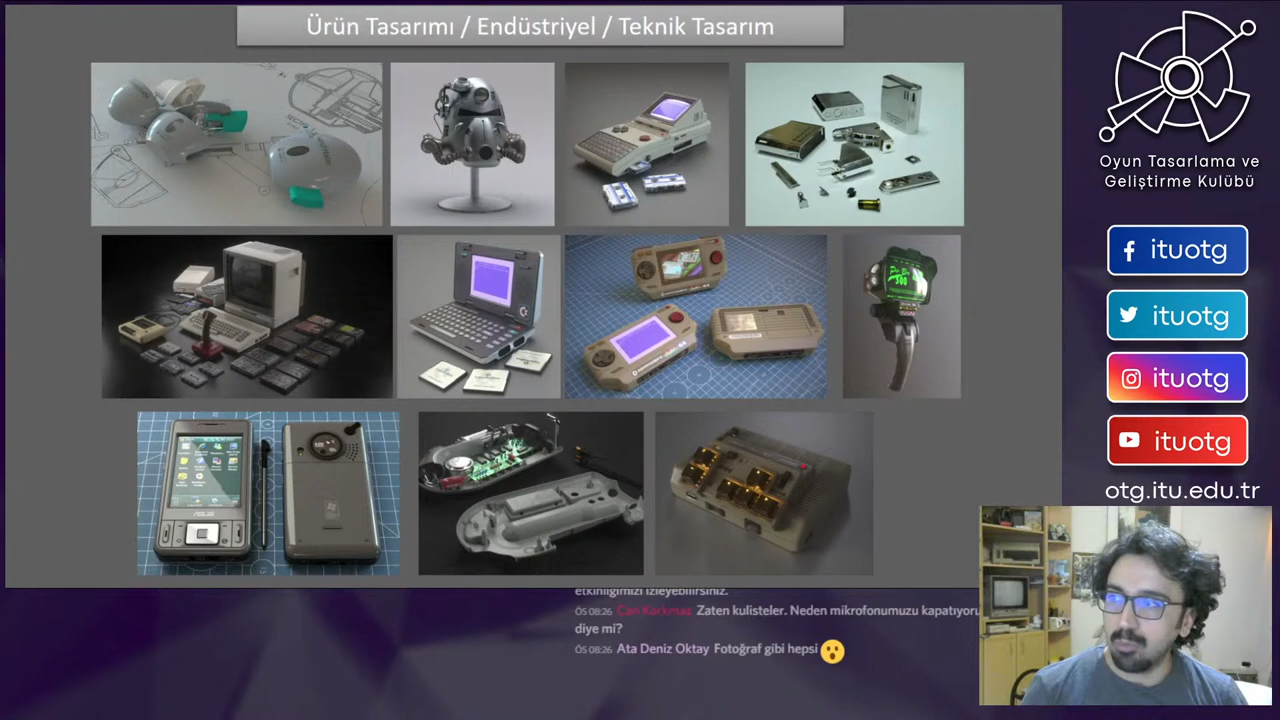 Ürün Tasarımı / Endüstriyel / Teknik Tasarım
Oyun Tasarlama ve
Geliştirme Kulübü
ituotg
ituotg
ituotg
ituotg
otg.itu.edu.tr
500
ASUS
etkinliğimizi izleyebilirsiniz.
ÖS 08:26 Can Korkmaz Zaten kulisteler. Neden mikrofonumuzu kapatıyoru
diye mi?
ÖS 08:26 Ata Deniz Oktay Fotoğraf gibi hepsi 😮